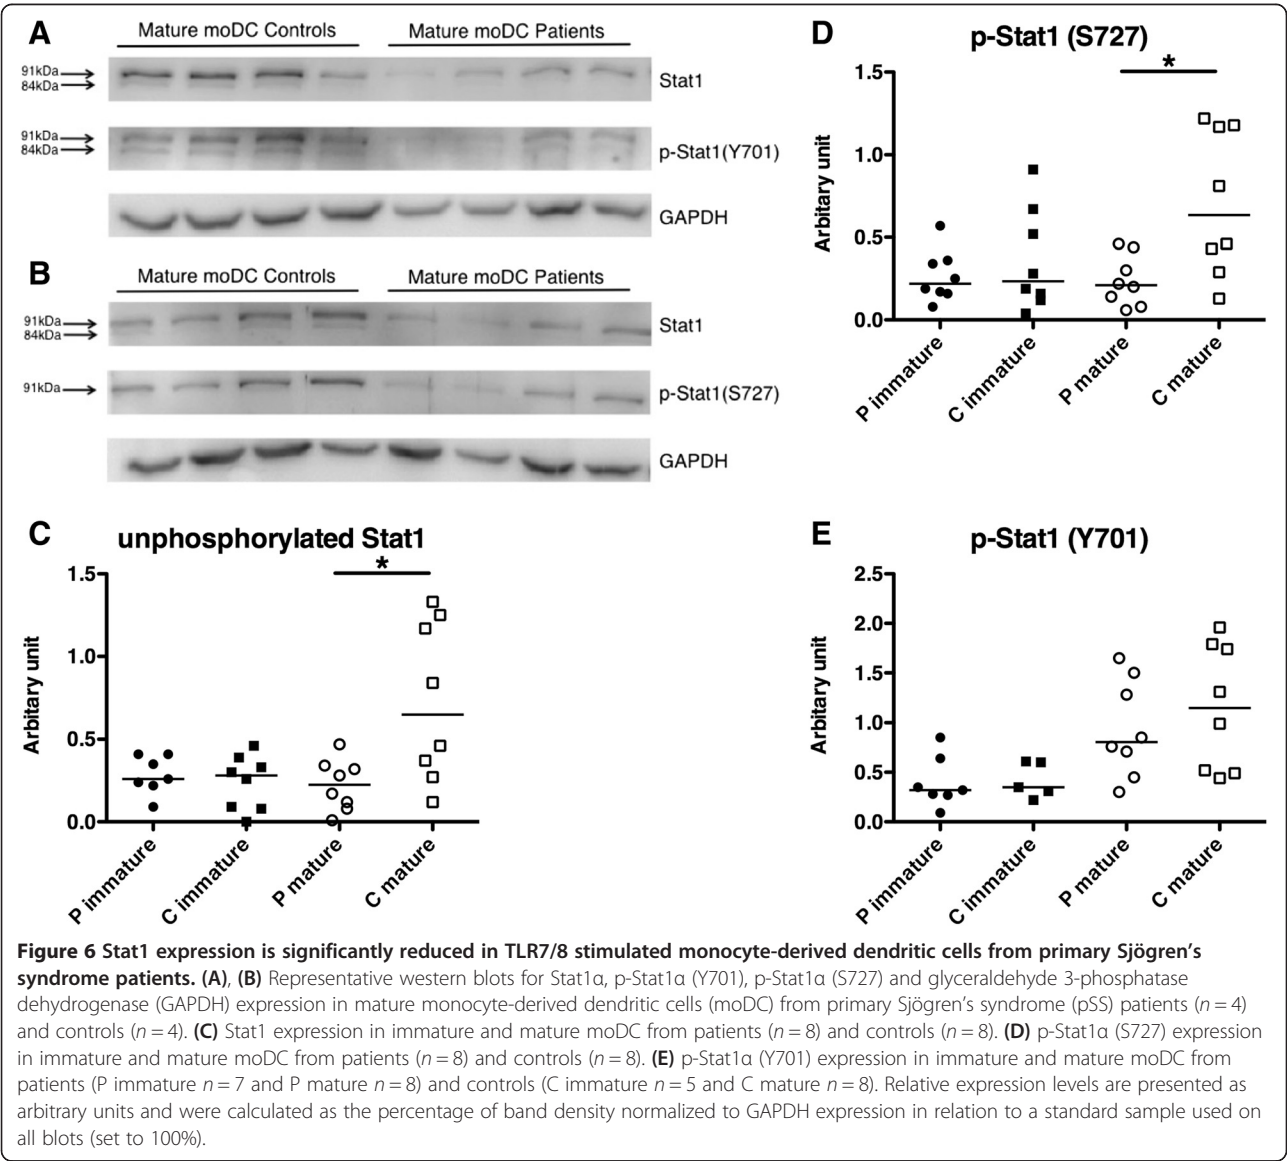 A
Mature moDC Controls
Mature moDC Patients
91kDa
84kDa
Stat1
91kDa
84kDa
p-Stat1(Y701)
GAPDH
B
Mature moDC Controls
Mature moDC Patients
91kDa
84kDa
Stat1
91kDa
p-Stat1(S727)
GAPDH
D
p-Stat1 (S727)
*
Arbitary unit
1.5
1.0
0.5
0.0
P immature
C immature
P mature
C mature
C
unphosphorylated Stat1
*
Arbitary unit
1.5
1.0
0.5
0.0
P immature
C immature
P mature
C mature
E
p-Stat1 (Y701)
Arbitary unit
2.5
2.0
1.5
1.0
0.5
0.0
P immature
C immature
P mature
C mature
Figure 6 Stat1 expression is significantly reduced in TLR7/8 stimulated monocyte-derived dendritic cells from primary Sjögren's
syndrome patients. (A), (B) Representative western blots for Stat1α, p-Stat1α (Y701), p-Stat1α (S727) and glyceraldehyde 3-phosphatase
dehydrogenase (GAPDH) expression in mature monocyte-derived dendritic cells (moDC) from primary Sjögren's syndrome (pSS) patients (n = 4)
and controls (n = 4). (C) Stat1 expression in immature and mature moDC from patients (n = 8) and controls (n = 8). (D) p-Stat1α (S727) expression
in immature and mature moDC from patients (n = 8) and controls (n = 8). (E) p-Stat1α (Y701) expression in immature and mature moDC from
patients (P immature n = 7 and P mature n = 8) and controls (C immature n = 5 and C mature n = 8). Relative expression levels are presented as
arbitrary units and were calculated as the percentage of band density normalized to GAPDH expression in relation to a standard sample used on
all blots (set to 100%).